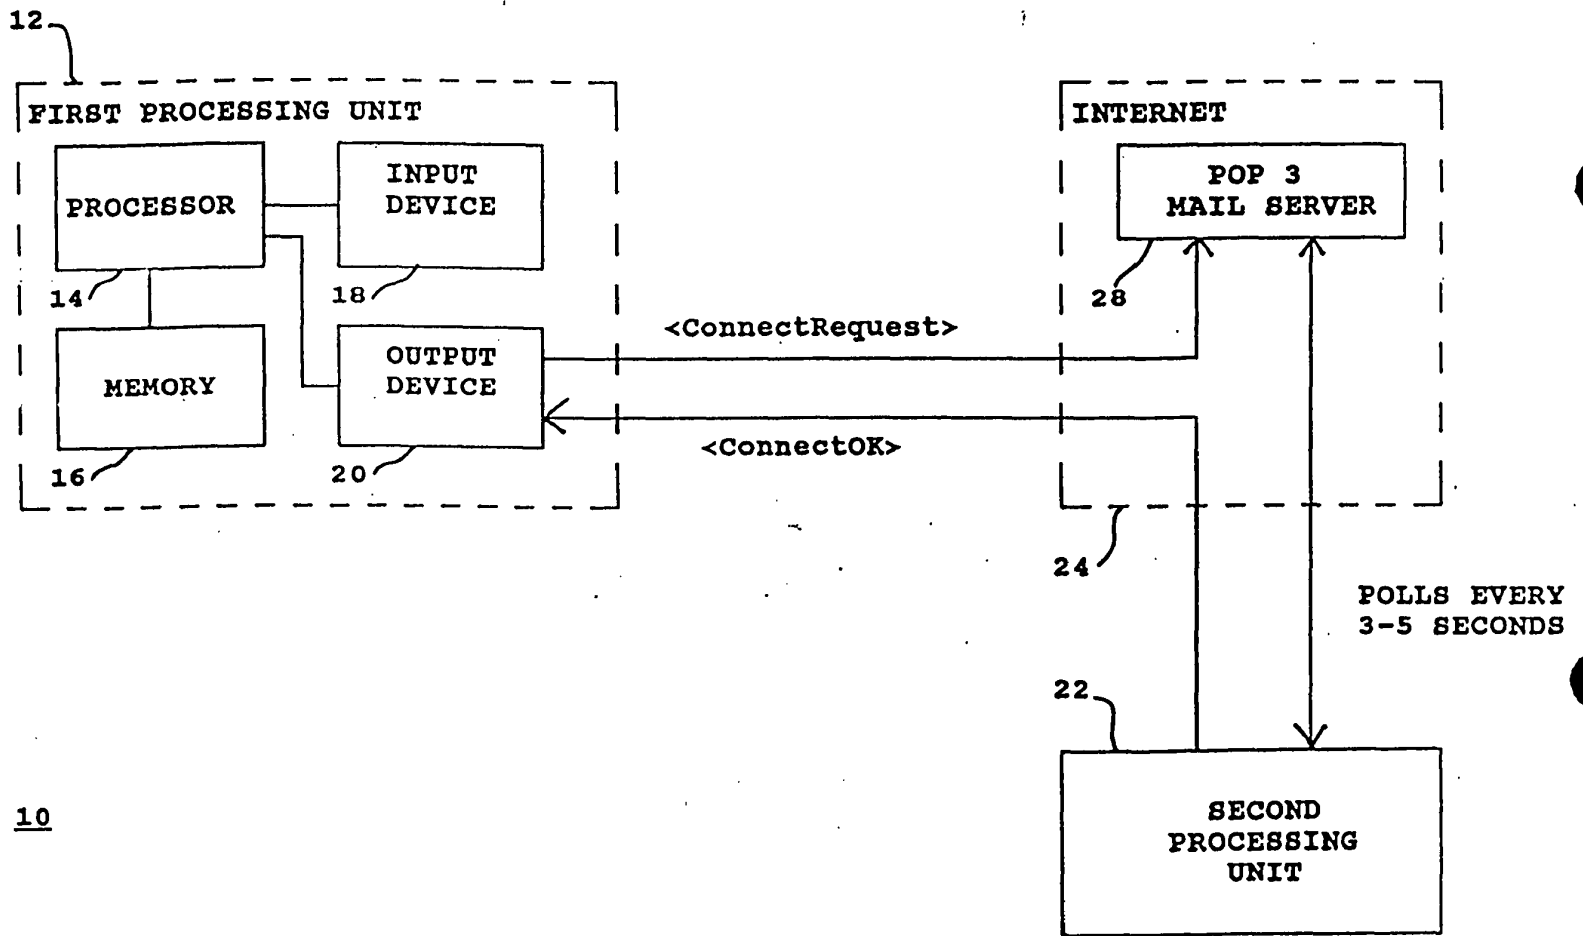 12
FIRST PROCESSING UNIT
PROCESSOR
14
INPUT
DEVICE
18
MEMORY
16
OUTPUT
DEVICE
20
<ConnectRequest>
<ConnectOK>
INTERNET
POP 3
MAIL SERVER
28
24
POLLS EVERY
3-5 SECONDS
22
SECOND
PROCESSING
UNIT
10